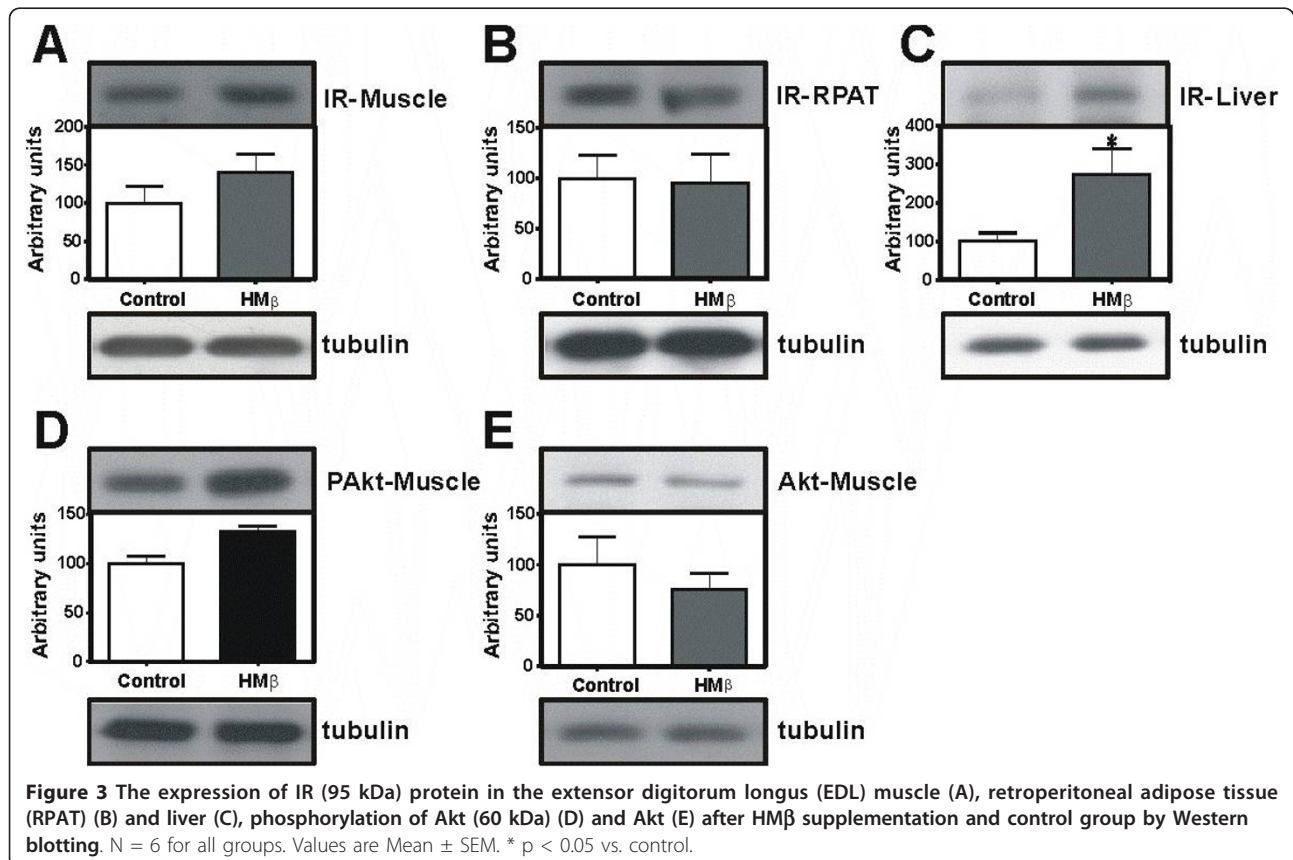 A
B
C
IR-Muscle
IR-RPAT
IR-Liver
200
150
100
50
0
Arbitrary units
Control HMβ
tubulin
150
100
50
0
Arbitrary units
Control HMβ
tubulin
400
300
200
100
0
Arbitrary units
*
Control HMβ
tubulin
D
E
PAkt-Muscle
Akt-Muscle
150
100
50
0
Arbitrary units
Control HMβ
tubulin
150
100
50
0
Arbitrary units
Control HMβ
tubulin
Figure 3 The expression of IR (95 kDa) protein in the extensor digitorum longus (EDL) muscle (A), retroperitoneal adipose tissue
(RPAT) (B) and liver (C), phosphorylation of Akt (60 kDa) (D) and Akt (E) after HMβ supplementation and control group by Western
blotting. N = 6 for all groups. Values are Mean ± SEM. * p < 0.05 vs. control.